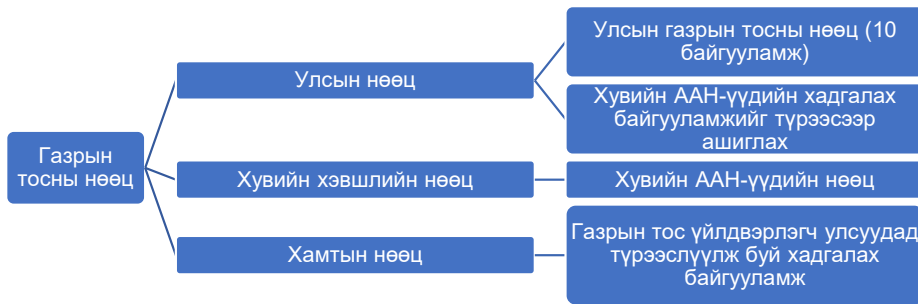 Газрын
тосны нөөц
Улсын нөөц
Улсын газрын тосны нөөц (10
байгууламж)
Хувийн ААН-үүдийн хадгалах
байгууламжийг түрээсээр
ашиглах
Хувийн хэвшлийн нөөц
Хувийн ААН-үүдийн нөөц
Хамтын нөөц
Газрын тос үйлдвэрлэгч улсуудад
түрээслүүлж буй хадгалах
байгууламж